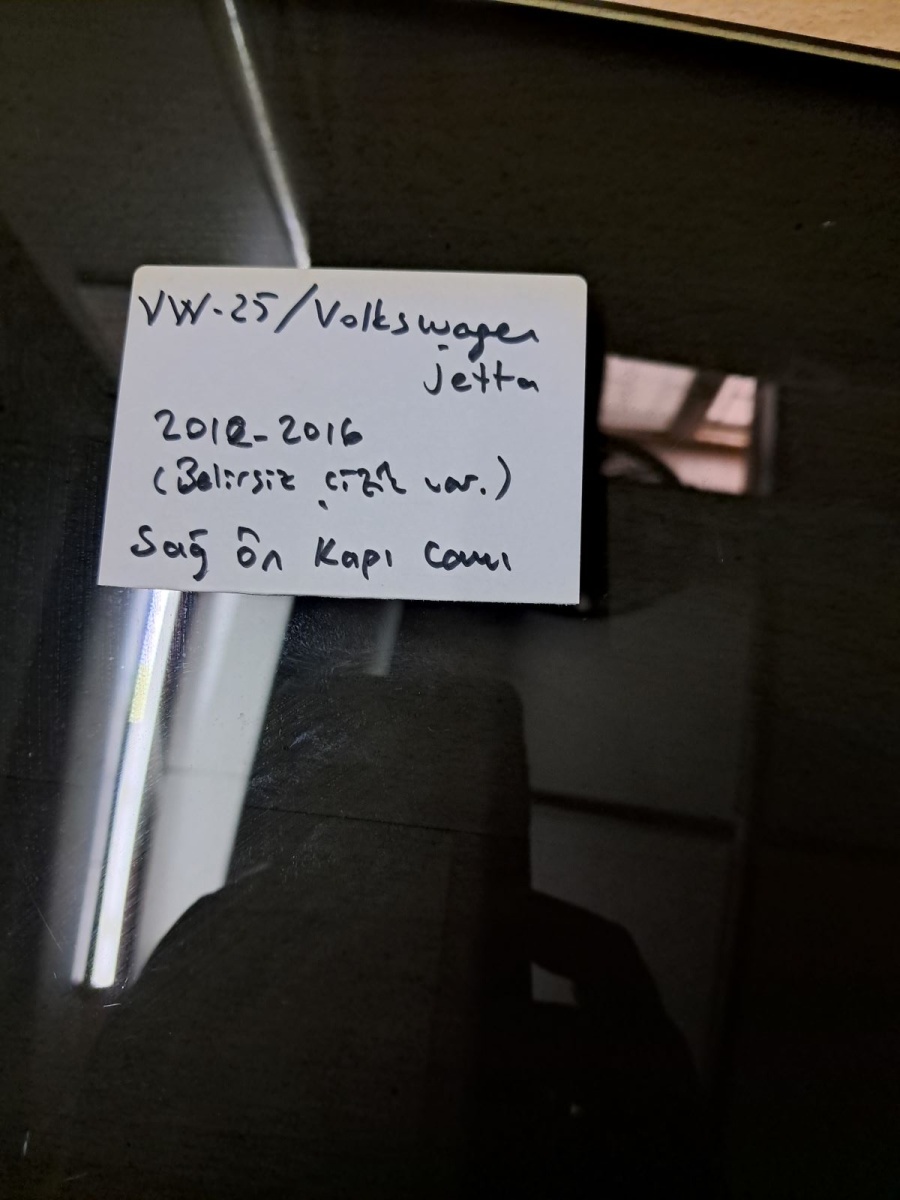 VW-25/Volkswagen
Jetta
2012-2016
(Belirsiz çizik var.)
Sağ Ön Kapı Camı